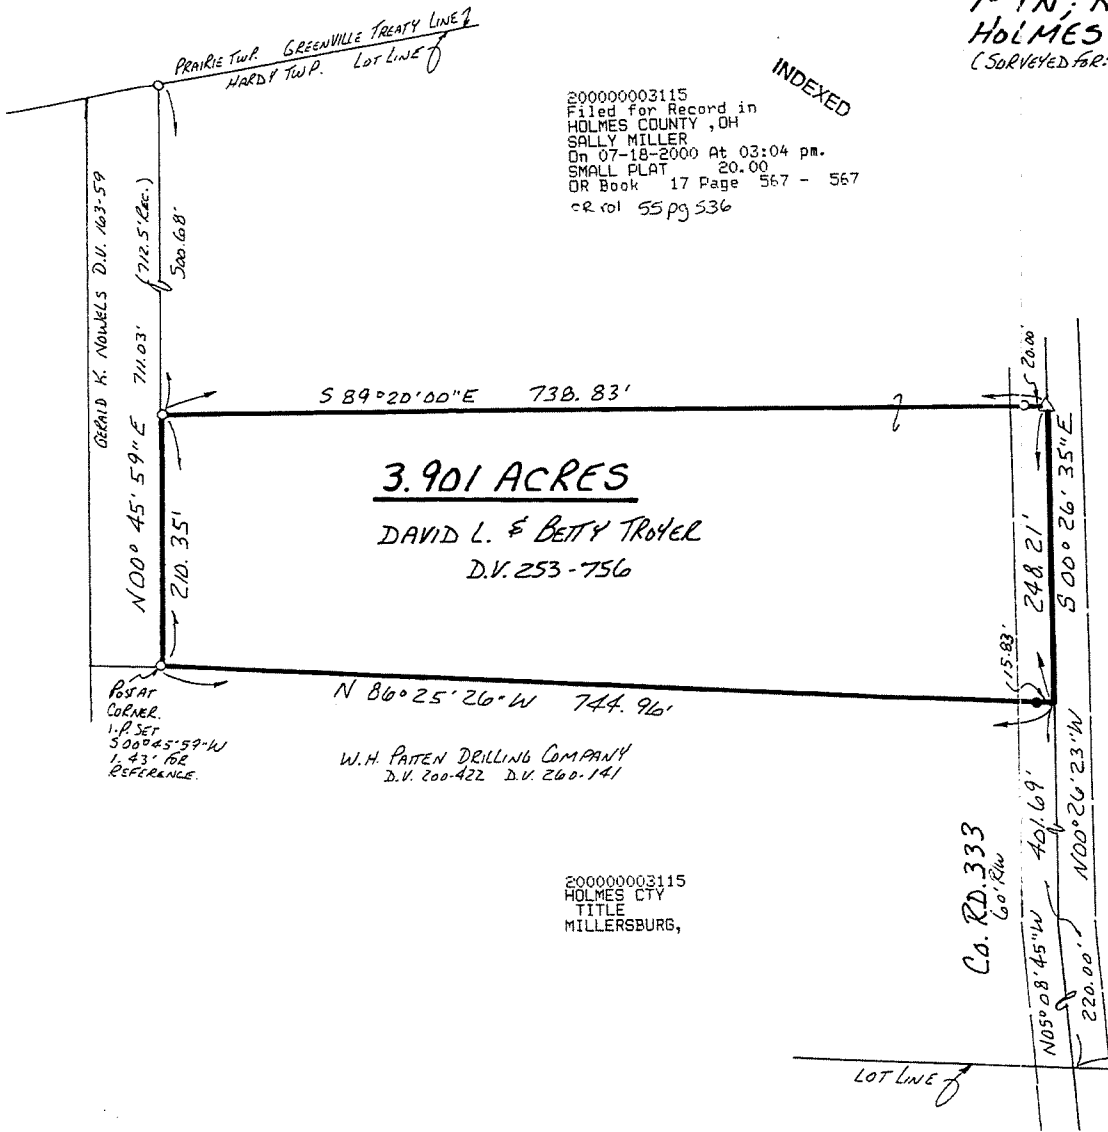 HOLMES
(SURVEYED FOR:
PRAIRIE TWP. GREENVILLE TREATY LINE
HARDY TWP. LOT LINE
INDEXED
200000003115
Filed for Record in
HOLMES COUNTY ,OH
SALLY MILLER
On 07-18-2000 At 03:04 pm.
SMALL PLAT 20.00
OR Book 17 Page 567 - 567
OR vol 55 pg 536
GERALD K. NOWELS D.V. 163-59
N00°45'59"E 711.03' (712.5' REC.)
500.68'
S 89°20'00"E 738.83'
20.00'
3.901 ACRES
DAVID L. & BETTY TROYER
D.V. 253-756
210.35'
248.21'
S 00°26'35"E
15.83'
N 86°25'26"W 744.96'
POST AT
CORNER.
I.P. SET
S00°45'59"W
1.43' FOR
REFERENCE.
W.H. PATTEN DRILLING COMPANY
D.V. 200-422 D.V. 260-141
200000003115
HOLMES CTY
TITLE
MILLERSBURG,
CO. RD. 333
60' R/W
N05°08'45"W 401.69'
N00°26'23"W
220.00'
LOT LINE